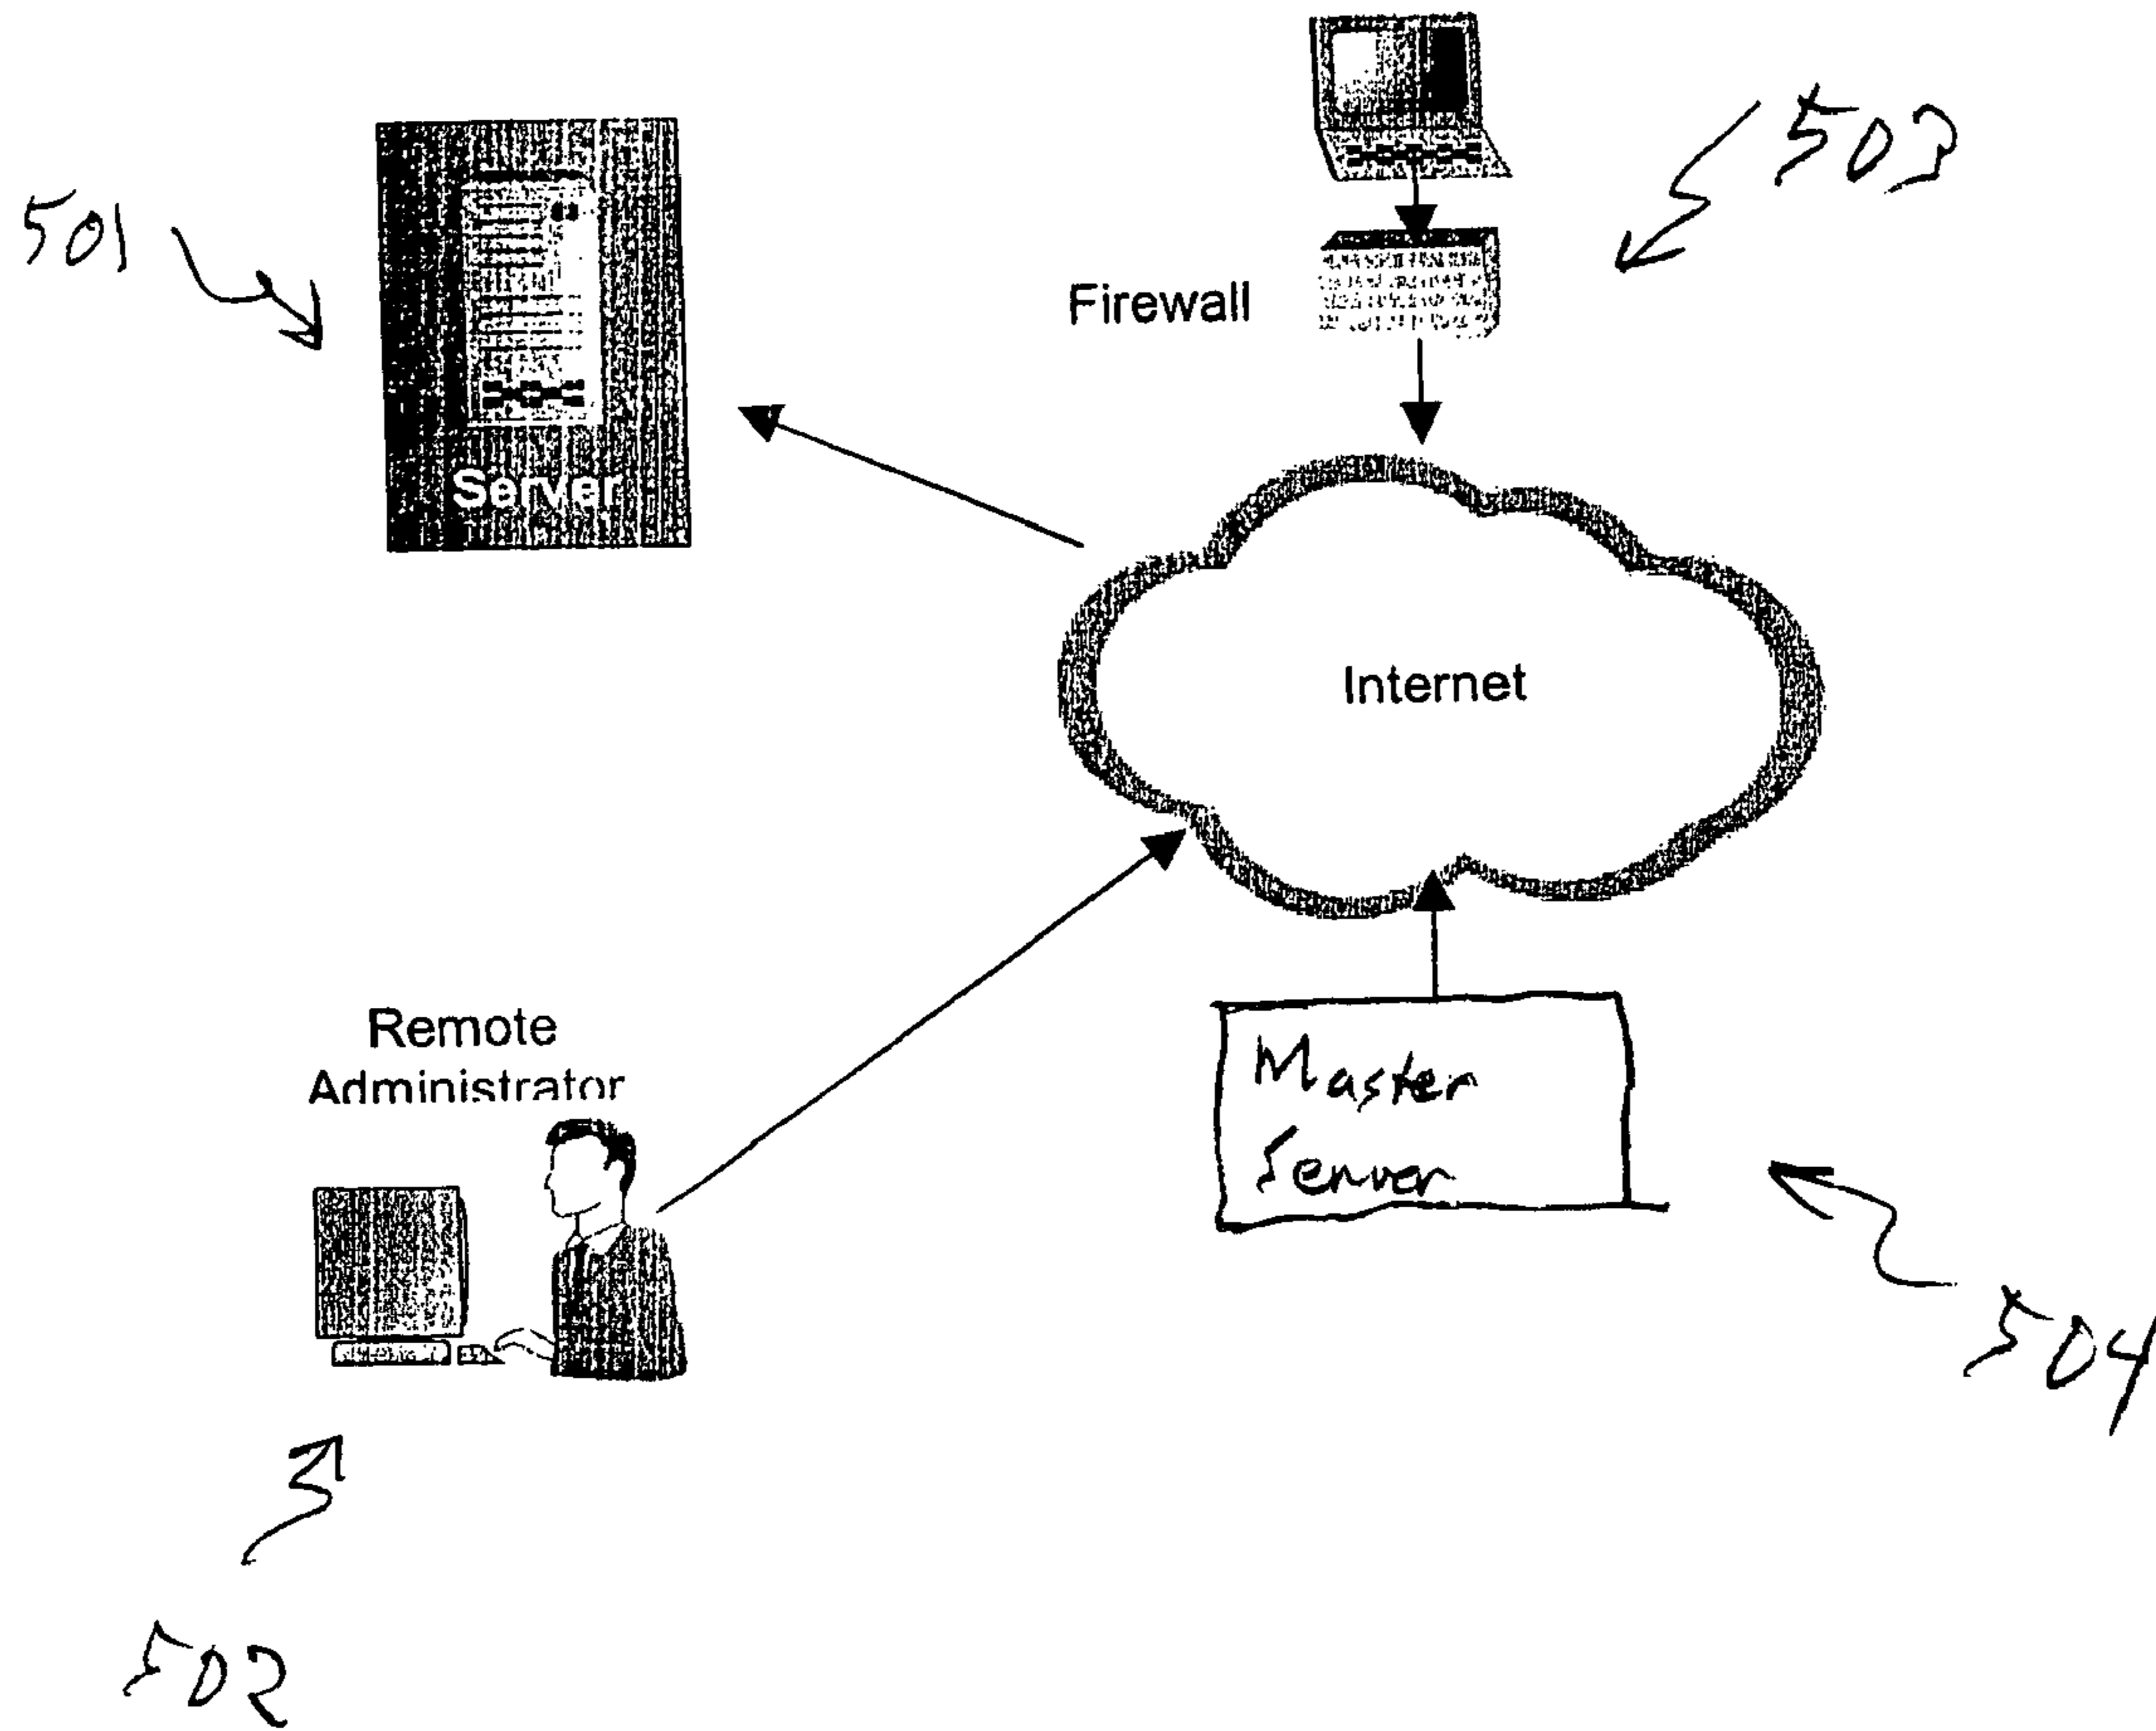 503
501
Firewall
Server
Internet
Remote
Administrator
Master
Server
504
502